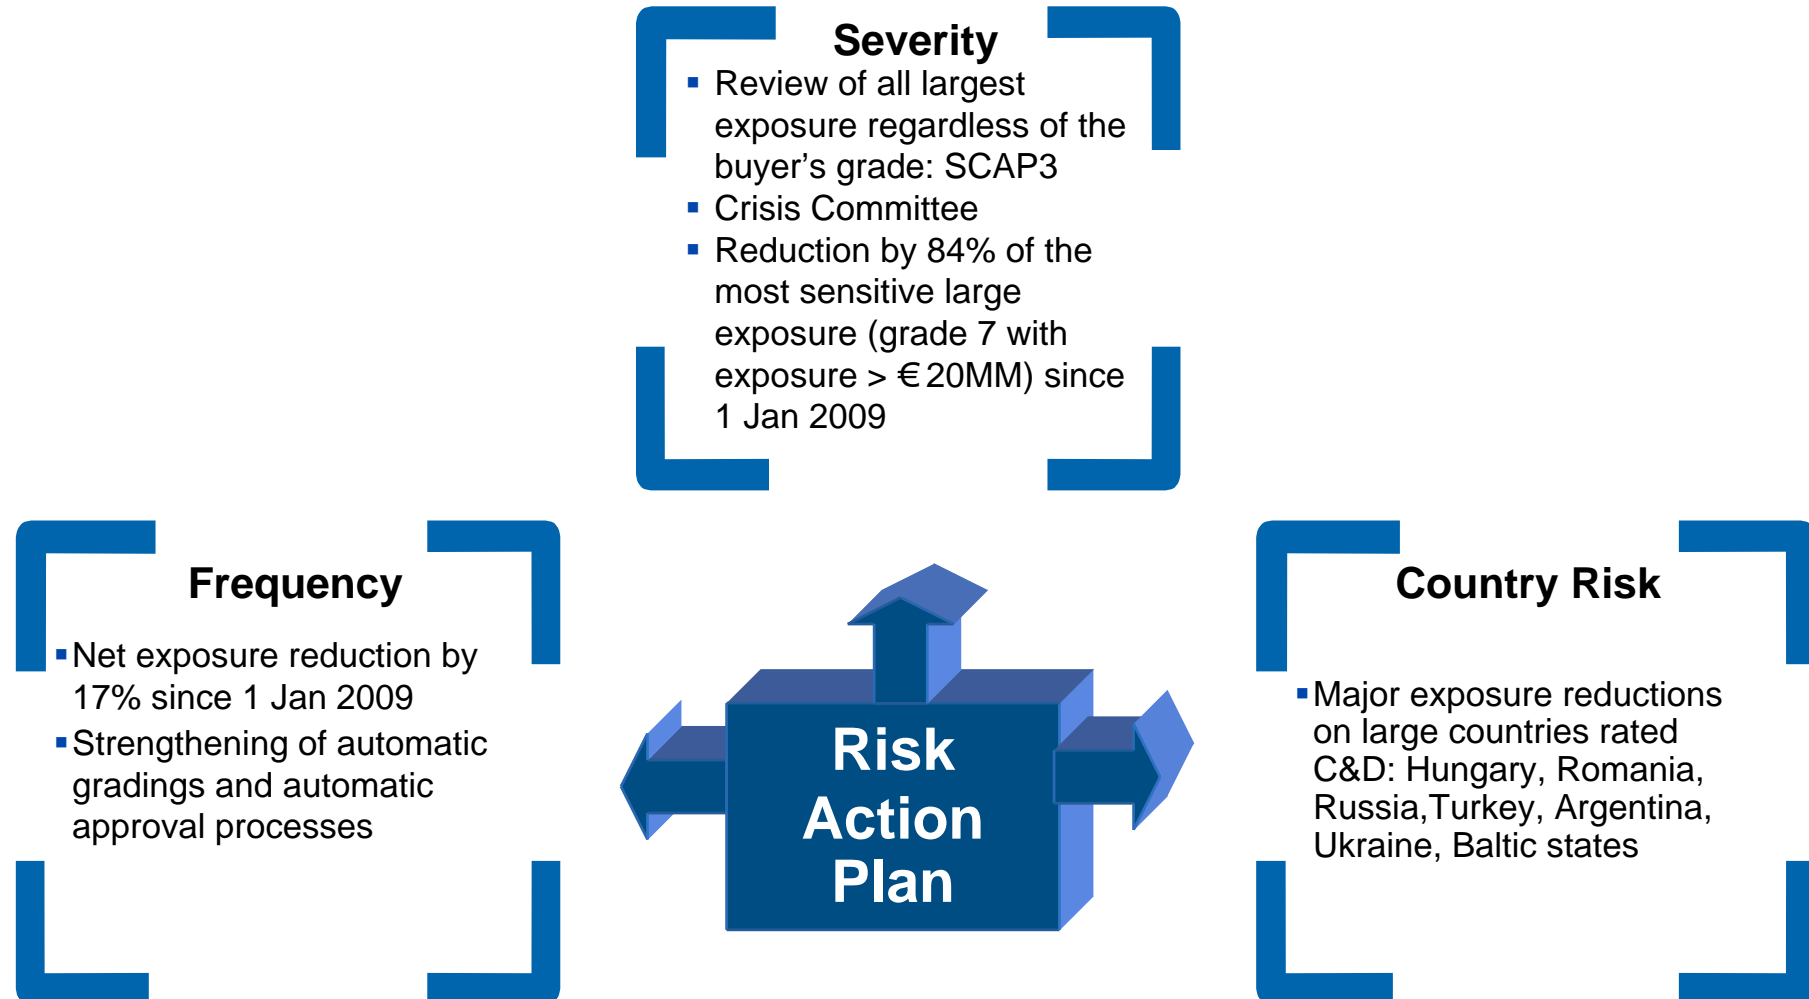 Severity
▪ Review of all largest
exposure regardless of the
buyer’s grade: SCAP3
▪ Crisis Committee
▪ Reduction by 84% of the
most sensitive large
exposure (grade 7 with
exposure > €20MM) since
1 Jan 2009
Frequency
▪Net exposure reduction by
17% since 1 Jan 2009
▪Strengthening of automatic
gradings and automatic
approval processes
Risk
Action
Plan
Country Risk
▪Major exposure reductions
on large countries rated
C&D: Hungary, Romania,
Russia,Turkey, Argentina,
Ukraine, Baltic states